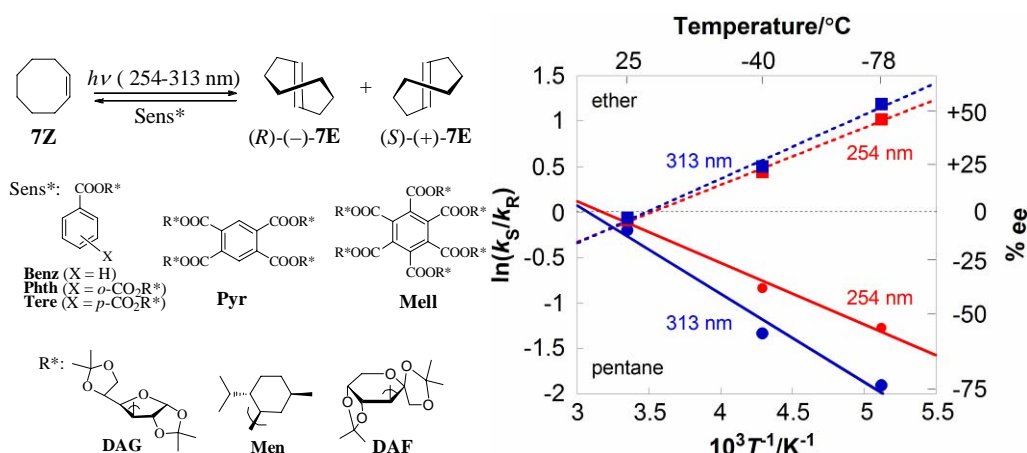 hν ( 254-313 nm)
Sens*
+
7Z
(R)-(–)-7E
(S)-(+)-7E
Sens*:
COOR*
X
Benz (X = H)
Phth (X = o-CO₂R*)
Tere (X = p-CO₂R*)
R*OOC
COOR*
R*OOC
COOR*
Pyr
COOR*
R*OOC
COOR*
R*OOC
COOR*
COOR*
Mell
R*:
O
O
O
O
O
DAG
Men
O
O
O
O
O
DAF
Temperature/°C
25
-40
-78
ln(kS/kR)
1.5
1
0.5
0
-0.5
-1
-1.5
-2
ether
313 nm
254 nm
254 nm
313 nm
pentane
+50
+25
0
-25
-50
-75
% ee
3
3.5
4
4.5
5
5.5
10³T⁻¹/K⁻¹